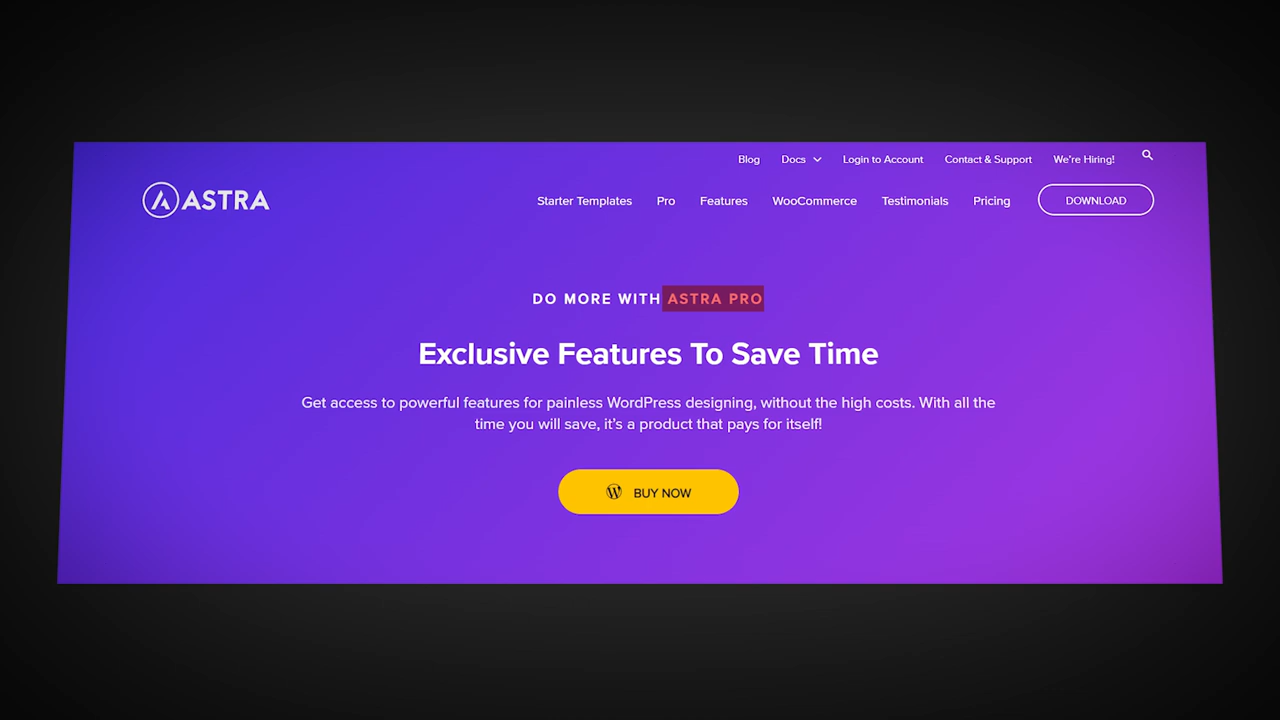 Blog Docs Login to Account Contact & Support We're Hiring!
ASTRA Starter Templates Pro Features WooCommerce Testimonials Pricing DOWNLOAD
DO MORE WITH ASTRA PRO
Exclusive Features To Save Time
Get access to powerful features for painless WordPress designing, without the high costs. With all the
time you will save, it's a product that pays for itself!
BUY NOW